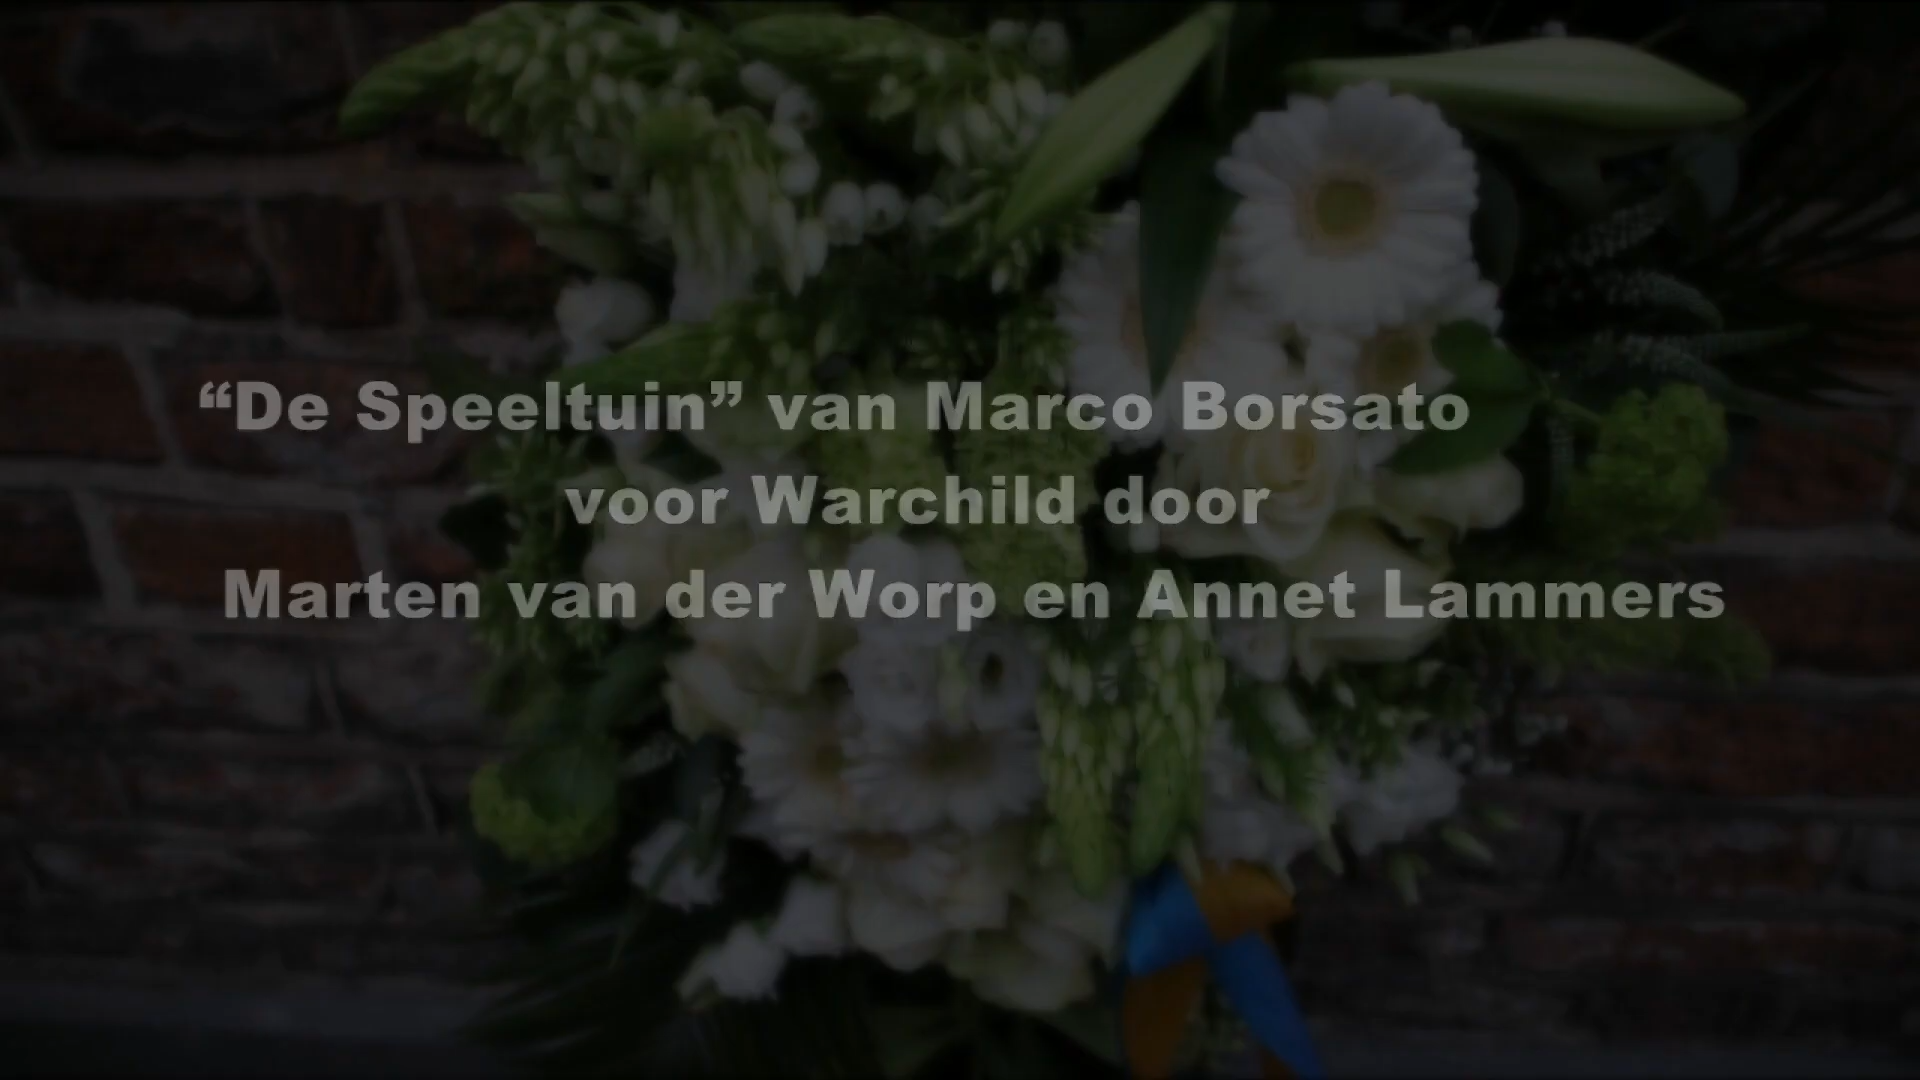 “De Speeltuin” van Marco Borsato
voor Warchild door
Marten van der Worp en Annet Lammers